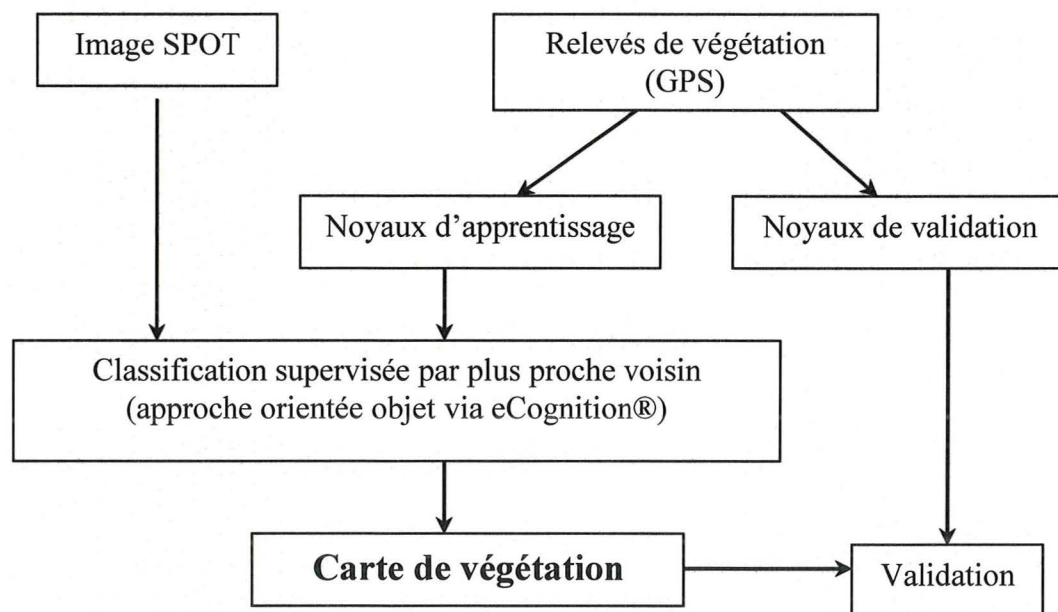 Image SPOT
Relevés de végétation
(GPS)
Noyaux d'apprentissage
Noyaux de validation
Classification supervisée par plus proche voisin
(approche orientée objet via eCognition®)
Carte de végétation
Validation